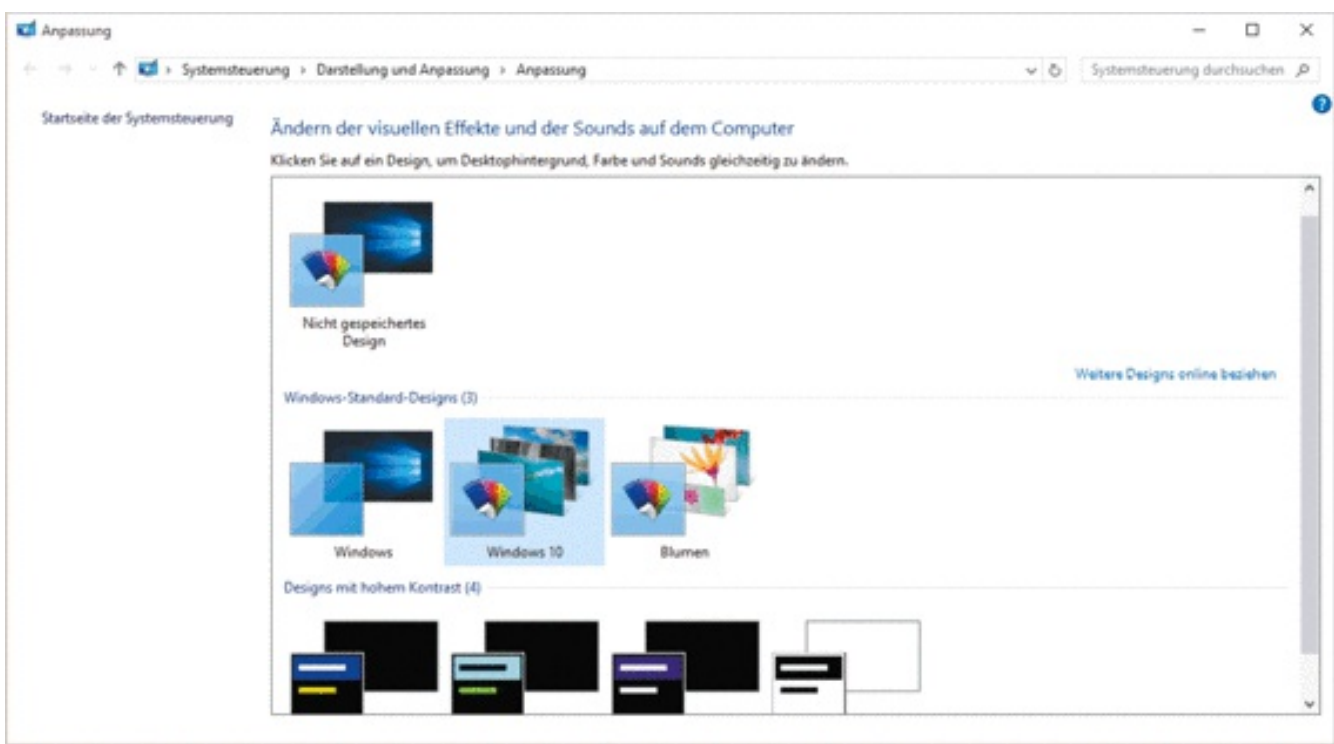 Anpassung
Systemsteuerung › Darstellung und Anpassung › Anpassung
Systemsteuerung durchsuchen
Startseite der Systemsteuerung
Ändern der visuellen Effekte und der Sounds auf dem Computer
Klicken Sie auf ein Design, um Desktophintergrund, Farbe und Sounds gleichzeitig zu ändern.
Nicht gespeichertes
Design
Weitere Designs online beziehen
Windows-Standard-Designs (3)
Windows
Windows 10
Blumen
Designs mit hohem Kontrast (4)